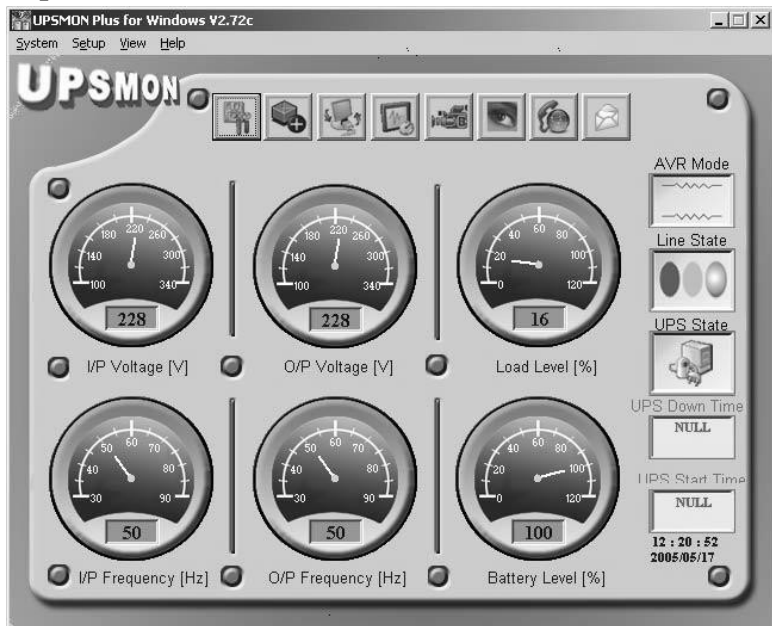 UPSMON Plus for Windows V2.72c
System Setup View Help
UPSMON
AVR Mode
Line State
UPS State
UPS Down Time
NULL
UPS Start Time
NULL
12 : 20 : 52
2005/05/17
100 140 180 220 260 300 340
228
I/P Voltage [V]
100 140 180 220 260 300 340
228
O/P Voltage [V]
0 20 40 60 80 100 120
16
Load Level [%]
30 40 50 60 70 80 90
50
I/P Frequency [Hz]
30 40 50 60 70 80 90
50
O/P Frequency [Hz]
0 20 40 60 80 100 120
100
Battery Level [%]